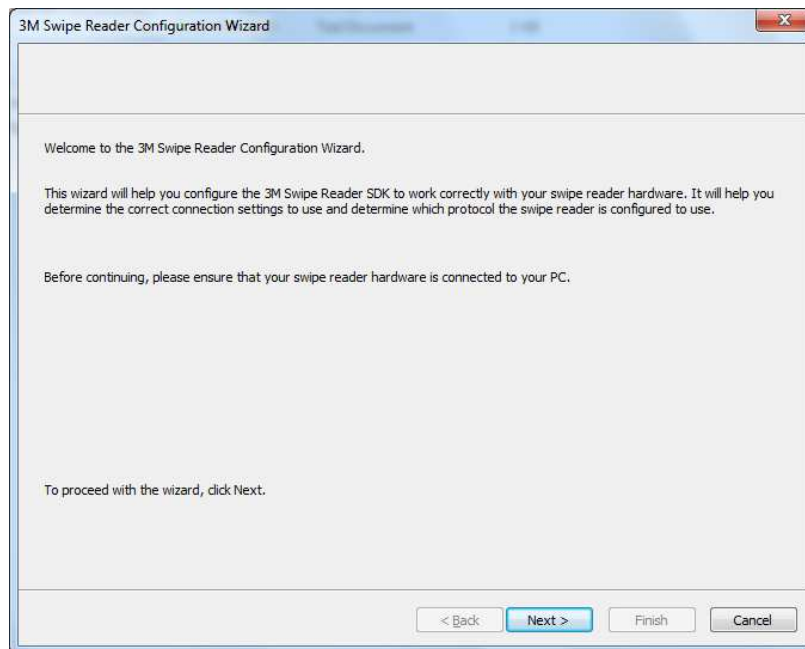 3M Swipe Reader Configuration Wizard
Welcome to the 3M Swipe Reader Configuration Wizard.
This wizard will help you configure the 3M Swipe Reader SDK to work correctly with your swipe reader hardware. It will help you
determine the correct connection settings to use and determine which protocol the swipe reader is configured to use.
Before continuing, please ensure that your swipe reader hardware is connected to your PC.
To proceed with the wizard, click Next.
< Back Next > Finish Cancel